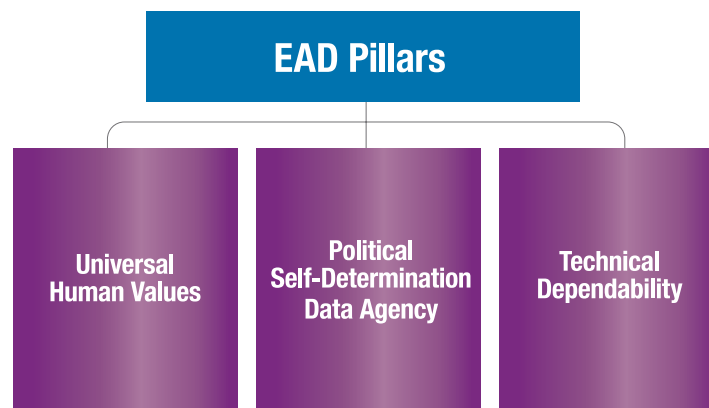 EAD Pillars
Universal
Human Values
Political
Self-Determination
Data Agency
Technical
Dependability